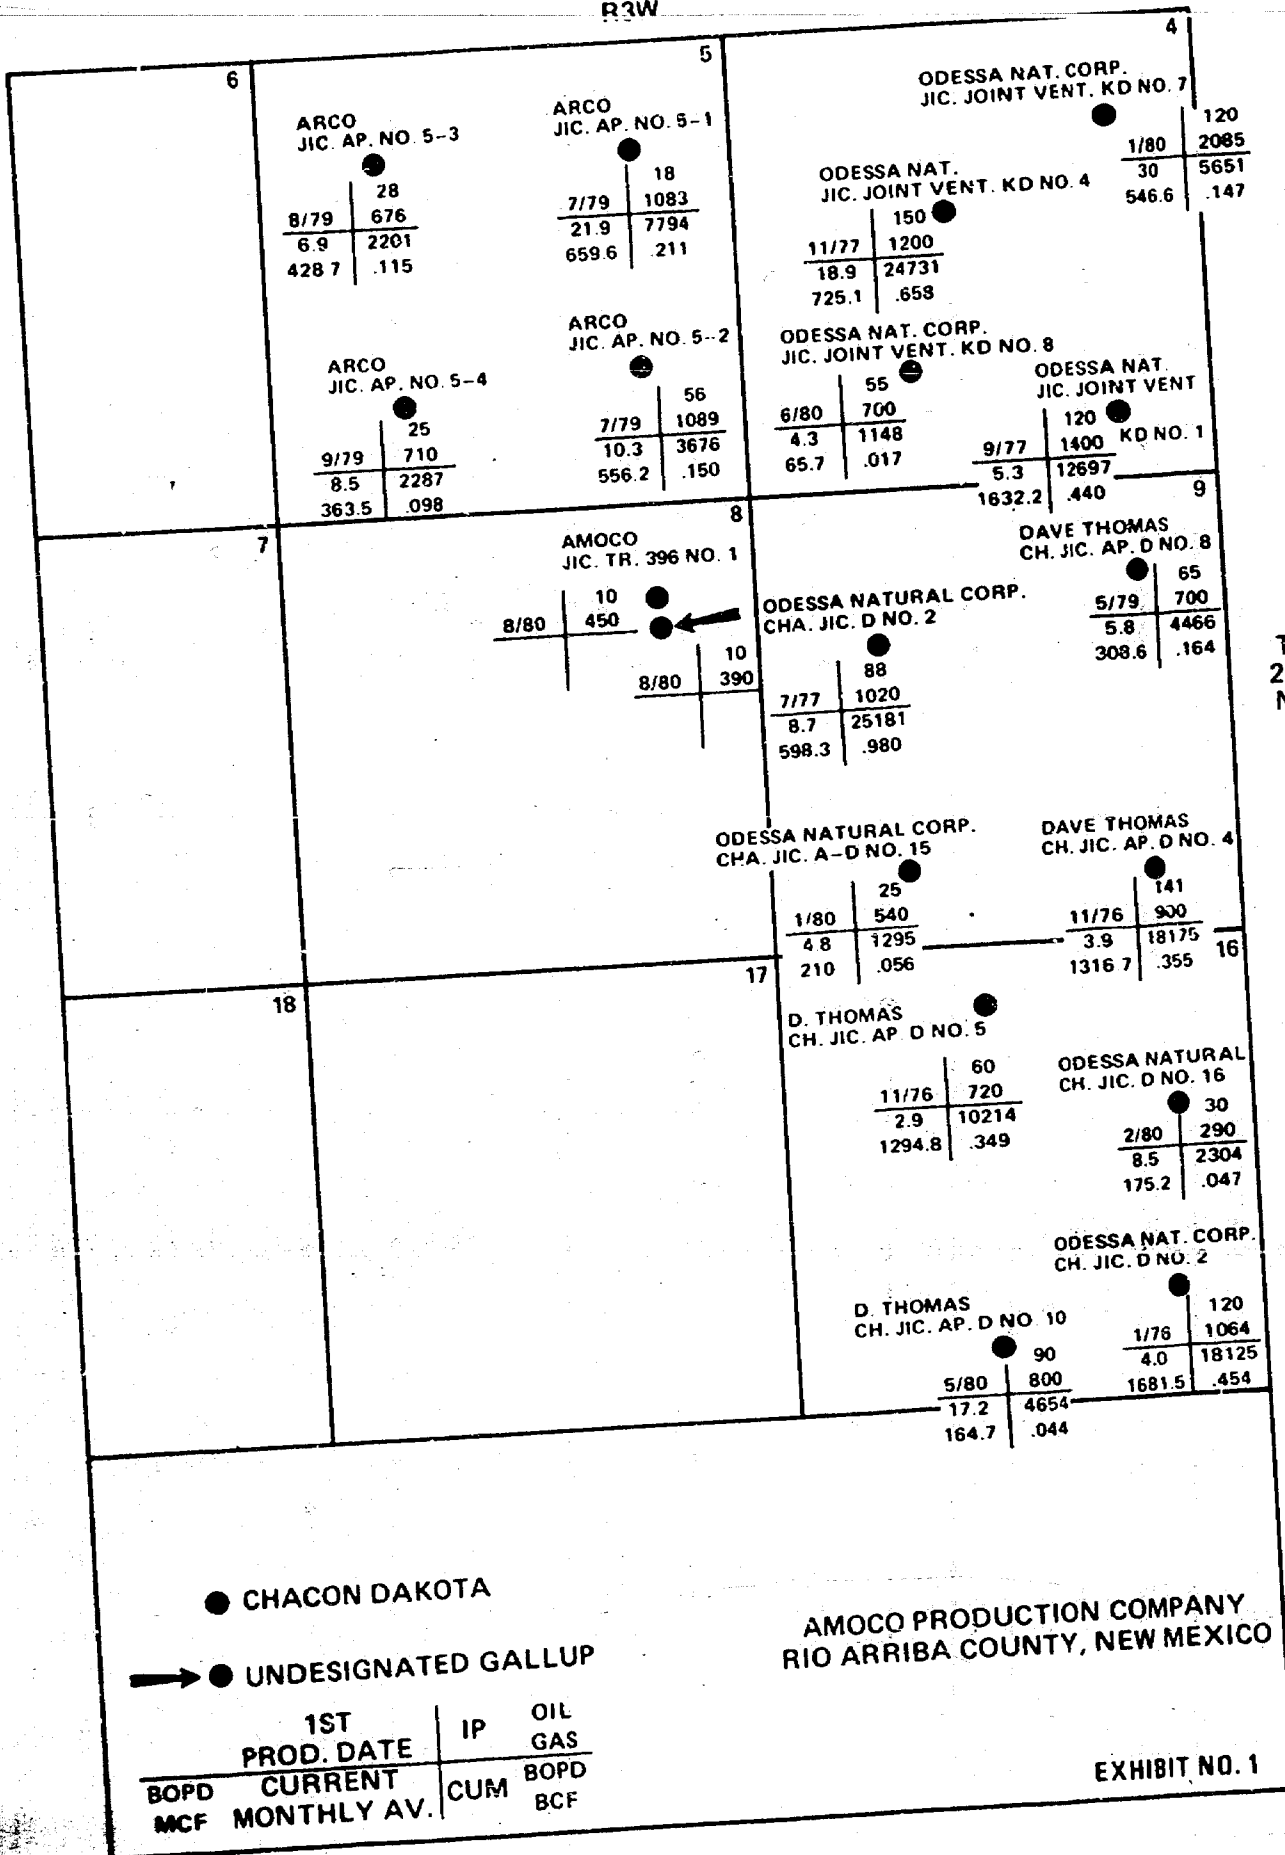 R3W
6
5
4
ARCO
JIC. AP. NO. 5-3
28
8/79 676
6.9 2201
428 7 .115
ARCO
JIC. AP. NO. 5-1
18
7/79 1083
21.9 7794
659.6 .211
ODESSA NAT. CORP.
JIC. JOINT VENT. KD NO. 7
120
1/80 2085
30 5651
546.6 .147
ODESSA NAT.
JIC. JOINT VENT. KD NO. 4
150
11/77 1200
18.9 24731
725.1 .658
ARCO
JIC. AP. NO. 5-4
25
9/79 710
8.5 2287
363.5 .098
ARCO
JIC. AP. NO. 5--2
56
7/79 1089
10.3 3676
556.2 .150
ODESSA NAT. CORP.
JIC. JOINT VENT. KD NO. 8
55
6/80 700
4.3 1148
65.7 .017
ODESSA NAT.
JIC. JOINT VENT
KD NO. 1
120
9/77 1400
5.3 12697
1632.2 .440
7
8
9
AMOCO
JIC. TR. 396 NO. 1
10
8/80 450
10
8/80 390
ODESSA NATURAL CORP.
CHA. JIC. D NO. 2
88
7/77 1020
8.7 25181
598.3 .980
DAVE THOMAS
CH. JIC. AP. D NO. 8
65
5/79 700
5.8 4466
308.6 .164
T
2
N
ODESSA NATURAL CORP.
CHA. JIC. A-D NO. 15
25
1/80 540
4.8 1295
210 .056
DAVE THOMAS
CH. JIC. AP. D NO. 4
141
11/76 900
3.9 18175
1316 7 .355
18
17
16
D. THOMAS
CH. JIC. AP. D NO. 5
60
11/76 720
2.9 10214
1294.8 .349
ODESSA NATURAL
CH. JIC. D NO. 16
30
2/80 290
8.5 2304
175.2 .047
ODESSA NAT. CORP.
CH. JIC. D NO. 2
120
1/76 1064
4.0 18125
1681.5 .454
D. THOMAS
CH. JIC. AP. D NO. 10
90
5/80 800
17.2 4654
164.7 .044
CHACON DAKOTA
UNDESIGNATED GALLUP
1ST PROD. DATE IP OIL GAS
BOPD MCF CURRENT MONTHLY AV. CUM BOPD BCF
AMOCO PRODUCTION COMPANY
RIO ARRIBA COUNTY, NEW MEXICO
EXHIBIT NO. 1